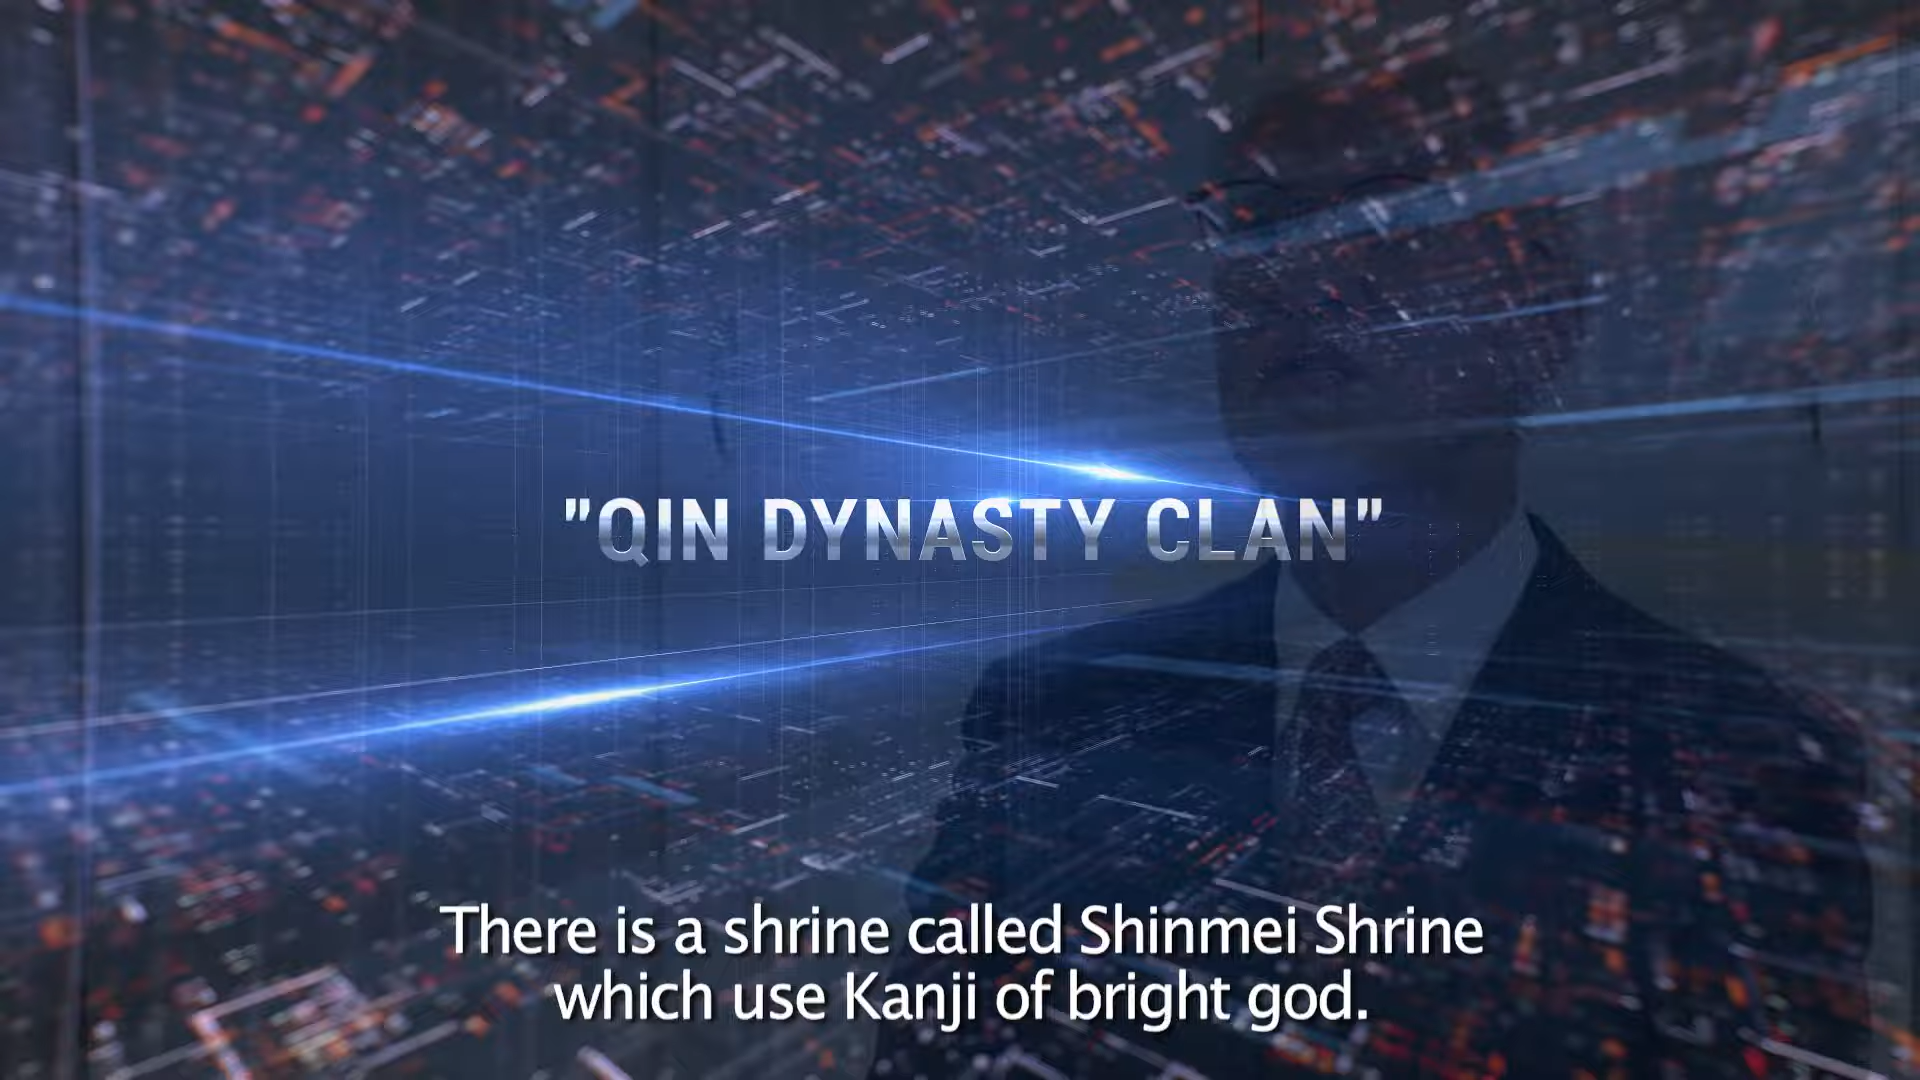 "QIN DYNASTY CLAN"
There is a shrine called Shinmei Shrine
which use Kanji of bright god.